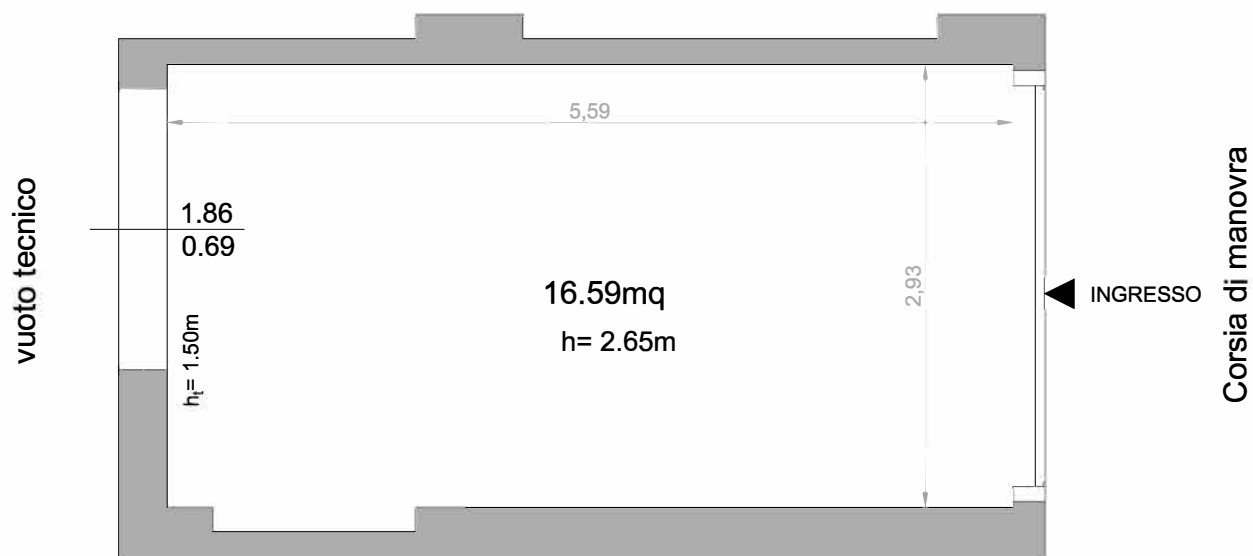 vuoto tecnico
5,59
1.86
0.69
ht= 1.50m
16.59mq
h= 2.65m
2,93
INGRESSO
Corsia di manovra